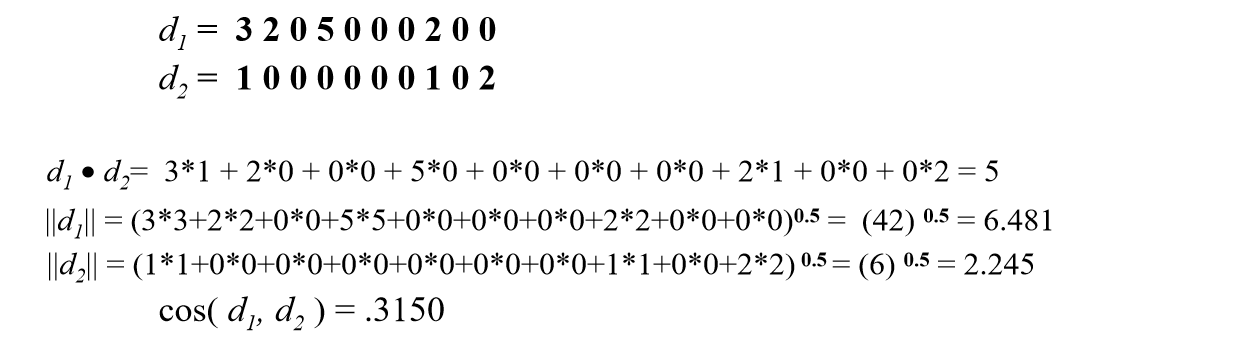 d1 = 3 2 0 5 0 0 0 2 0 0
d2 = 1 0 0 0 0 0 0 1 0 2
d1 • d2= 3*1 + 2*0 + 0*0 + 5*0 + 0*0 + 0*0 + 0*0 + 2*1 + 0*0 + 0*2 = 5
||d1|| = (3*3+2*2+0*0+5*5+0*0+0*0+0*0+2*2+0*0+0*0)0.5 = (42) 0.5 = 6.481
||d2|| = (1*1+0*0+0*0+0*0+0*0+0*0+0*0+1*1+0*0+2*2) 0.5 = (6) 0.5 = 2.245
cos( d1, d2 ) = .3150